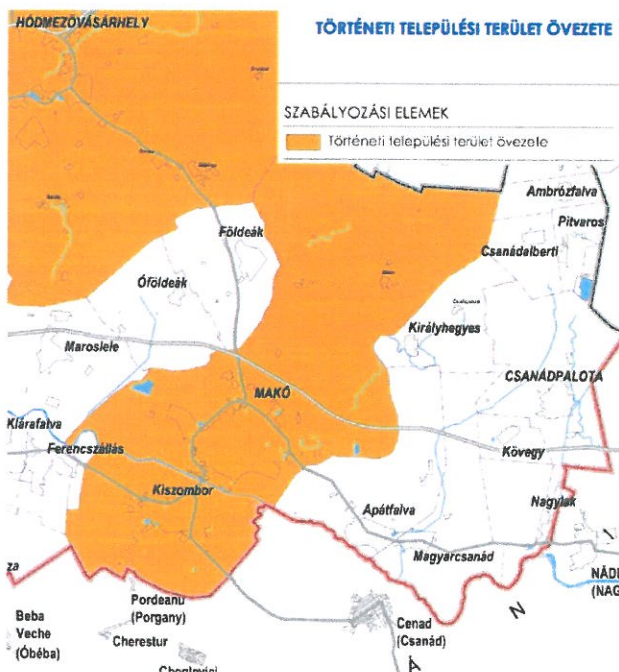 HÓDMEZŐVÁSÁRHELY
TÖRTÉNETI TELEPÜLÉSI TERÜLET ÖVEZETE
SZABÁLYOZÁSI ELEMEK
Történeti települési terület övezete
Ambrózfalva
Pitvaros
Földeák
Csanádalberti
Óföldeák
Királyhegyes
Maroslele
CSANÁDPALOTA
MAKÓ
Klárafalva
Ferencszállás
Kövegy
Kiszombor
Nagylak
Apátfalva
Magyarcsanád
I
za
NÁDL
(NAG
N
Pordeanu
(Porgany)
Beba
Veche
(Óbéba)
Cenad
(Csanád)
Cherestur
Á